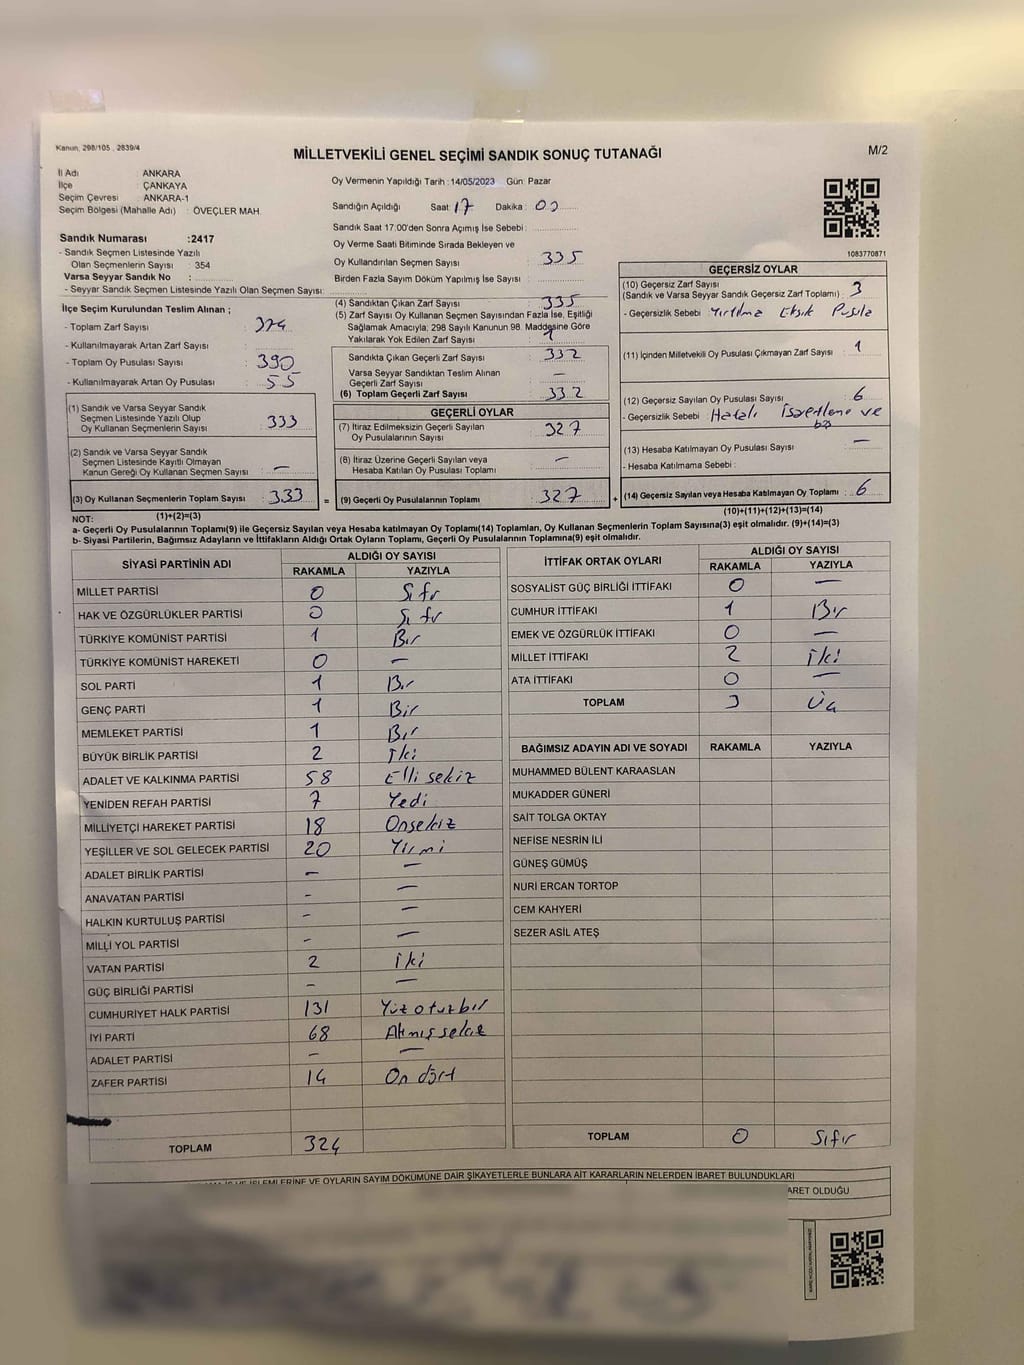 Kanun, 298/105 , 2839/4
MİLLETVEKİLİ GENEL SEÇİMİ SANDIK SONUÇ TUTANAĞI
M/2
İl Adı : ANKARA
İlçe : ÇANKAYA
Seçim Çevresi : ANKARA-1
Seçim Bölgesi (Mahalle Adı) : ÖVEÇLER MAH.
Sandık Numarası :2417
- Sandık Seçmen Listesinde Yazılı
Olan Seçmenlerin Sayısı : 354
Varsa Seyyar Sandık No :
- Seyyar Sandık Seçmen Listesinde Yazılı Olan Seçmen Sayısı:
Oy Vermenin Yapıldığı Tarih : 14/05/2023 Gün: Pazar
Sandığın Açıldığı Saat: 17 Dakika : 00
Sandık Saat 17:00'den Sonra Açımış İse Sebebi :
Oy Verme Saati Bitiminde Sırada Bekleyen ve
Oy Kullandırılan Seçmen Sayısı : 335
Birden Fazla Sayım Döküm Yapılmış İse Sayısı :
1083770871
İlçe Seçim Kurulundan Teslim Alınan ;
- Toplam Zarf Sayısı :
- Kullanılmayarak Artan Zarf Sayısı :
- Toplam Oy Pusulası Sayısı : 390
- Kullanılmayarak Artan Oy Pusulası : 55
(1) Sandık ve Varsa Seyyar Sandık
Seçmen Listesinde Yazılı Olup
Oy Kullanan Seçmenlerin Sayısı : 333
(2) Sandık ve Varsa Seyyar Sandık
Seçmen Listesinde Kayıtlı Olmayan
Kanun Gereği Oy Kullanan Seçmen Sayısı : —
(3) Oy Kullanan Seçmenlerin Toplam Sayısı : 333 =
(1)+(2)=(3)
(4) Sandıktan Çıkan Zarf Sayısı : 335
(5) Zarf Sayısı Oy Kullanan Seçmen Sayısından Fazla İse, Eşitliği
Sağlamak Amacıyla; 298 Sayılı Kanunun 98. Maddesine Göre
Yakılarak Yok Edilen Zarf Sayısı :
Sandıkta Çıkan Geçerli Zarf Sayısı : 332
Varsa Seyyar Sandıktan Teslim Alınan
Geçerli Zarf Sayısı : —
(6) Toplam Geçerli Zarf Sayısı : 332
GEÇERLİ OYLAR
(7) İtiraz Edilmeksizin Geçerli Sayılan
Oy Pusulalarının Sayısı : 327
(8) İtiraz Üzerine Geçerli Sayılan veya
Hesaba Katılan Oy Pusulası Toplamı : —
(9) Geçerli Oy Pusulalarının Toplamı : 327 +
GEÇERSİZ OYLAR
(10) Geçersiz Zarf Sayısı
(Sandık ve Varsa Seyyar Sandık Geçersiz Zarf Toplamı) : 3
- Geçersizlik Sebebi : Yırtılma Eksik Pusula
(11) İçinden Milletvekili Oy Pusulası Çıkmayan Zarf Sayısı : 1
(12) Geçersiz Sayılan Oy Pusulası Sayısı : 6
- Geçersizlik Sebebi : Hatalı İşaretleme ve
boş
(13) Hesaba Katılmayan Oy Pusulası Sayısı : —
- Hesaba Katılmama Sebebi :
(14) Geçersiz Sayılan veya Hesaba Katılmayan Oy Toplamı : 6
(10)+(11)+(12)+(13)=(14)
NOT:
a- Geçerli Oy Pusulalarının Toplamı(9) ile Geçersiz Sayılan veya Hesaba katılmayan Oy Toplamı(14) Toplamları, Oy Kullanan Seçmenlerin Toplam Sayısına(3) eşit olmalıdır. (9)+(14)=(3)
b- Siyasi Partilerin, Bağımsız Adayların ve İttifakların Aldığı Ortak Oyların Toplamı, Geçerli Oy Pusulalarının Toplamına(9) eşit olmalıdır.
SİYASİ PARTİNİN ADI ALDIĞI OY SAYISI
RAKAMLA YAZIYLA
MİLLET PARTİSİ 0 Sıfır
HAK VE ÖZGÜRLÜKLER PARTİSİ 0 Sıfır
TÜRKİYE KOMÜNİST PARTİSİ 1 Bir
TÜRKİYE KOMÜNİST HAREKETİ 0 —
SOL PARTİ 1 Bir
GENÇ PARTİ 1 Bir
MEMLEKET PARTİSİ 1 Bir
BÜYÜK BİRLİK PARTİSİ 2 İki
ADALET VE KALKINMA PARTİSİ 58 Elli sekiz
YENİDEN REFAH PARTİSİ 7 Yedi
MİLLİYETÇİ HAREKET PARTİSİ 18 Onsekiz
YEŞİLLER VE SOL GELECEK PARTİSİ 20 Yirmi
ADALET BİRLİK PARTİSİ — —
ANAVATAN PARTİSİ - —
HALKIN KURTULUŞ PARTİSİ - —
MİLLİ YOL PARTİSİ - —
VATAN PARTİSİ 2 İki
GÜÇ BİRLİĞİ PARTİSİ - —
CUMHURİYET HALK PARTİSİ 131 Yüz otuz bir
İYİ PARTİ 68 Atmış sekiz
ADALET PARTİSİ - —
ZAFER PARTİSİ 14 On dört
TOPLAM 324
İTTİFAK ORTAK OYLARI ALDIĞI OY SAYISI
RAKAMLA YAZIYLA
SOSYALİST GÜÇ BİRLİĞİ İTTİFAKI 0 —
CUMHUR İTTİFAKI 1 Bir
EMEK VE ÖZGÜRLÜK İTTİFAKI 0 —
MİLLET İTTİFAKI 2 İki
ATA İTTİFAKI 0 —
TOPLAM 3 Üç
BAĞIMSIZ ADAYIN ADI VE SOYADI RAKAMLA YAZIYLA
MUHAMMED BÜLENT KARAASLAN
MUKADDER GÜNERİ
SAİT TOLGA OKTAY
NEFİSE NESRİN İLİ
GÜNEŞ GÜMÜŞ
NURİ ERCAN TORTOP
CEM KAHYERİ
SEZER ASİL ATEŞ
TOPLAM 0 Sıfır
İŞLEMLERİNE VE OYLARIN SAYIM DÖKÜMÜNE DAİR ŞİKAYETLERLE BUNLARA AİT KARARLARIN NELERDEN İBARET BULUNDUKLARI
ARET OLDUĞU